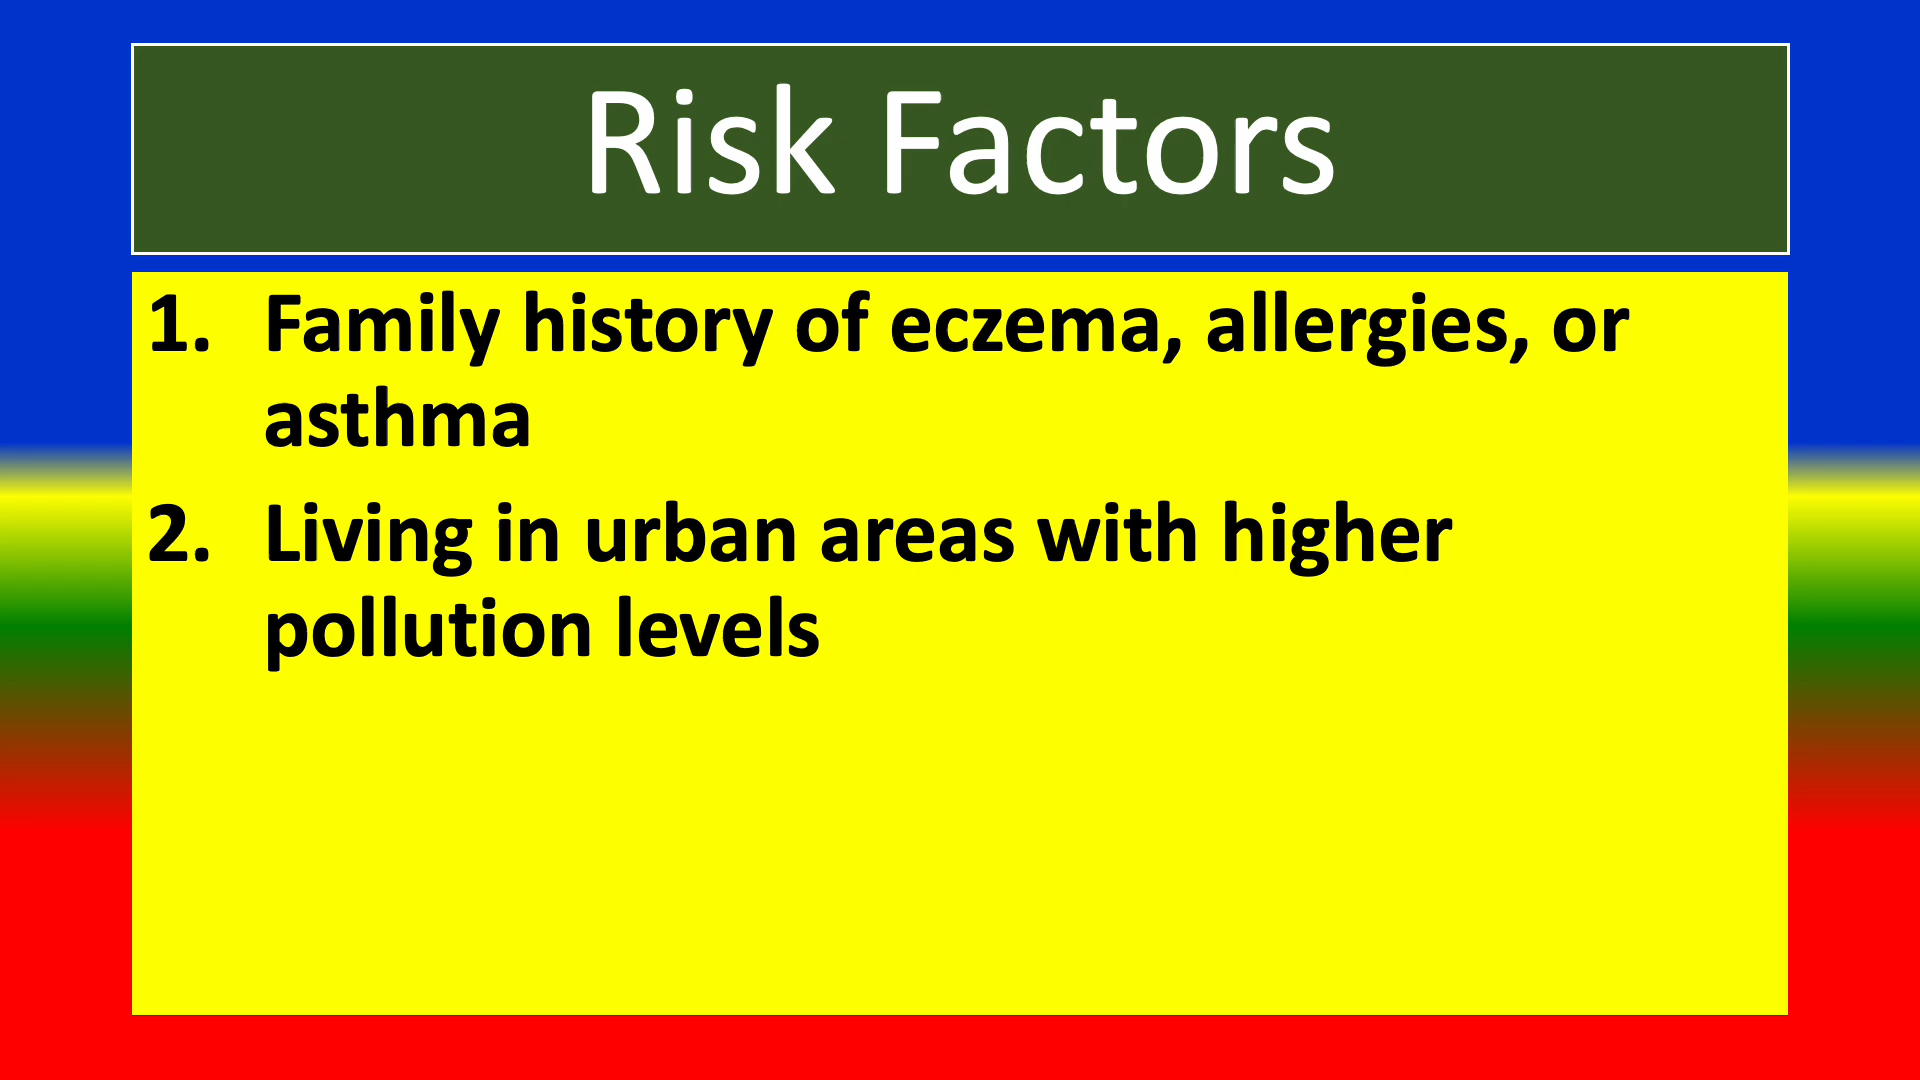 Risk Factors
1. Family history of eczema, allergies, or
asthma
2. Living in urban areas with higher
pollution levels